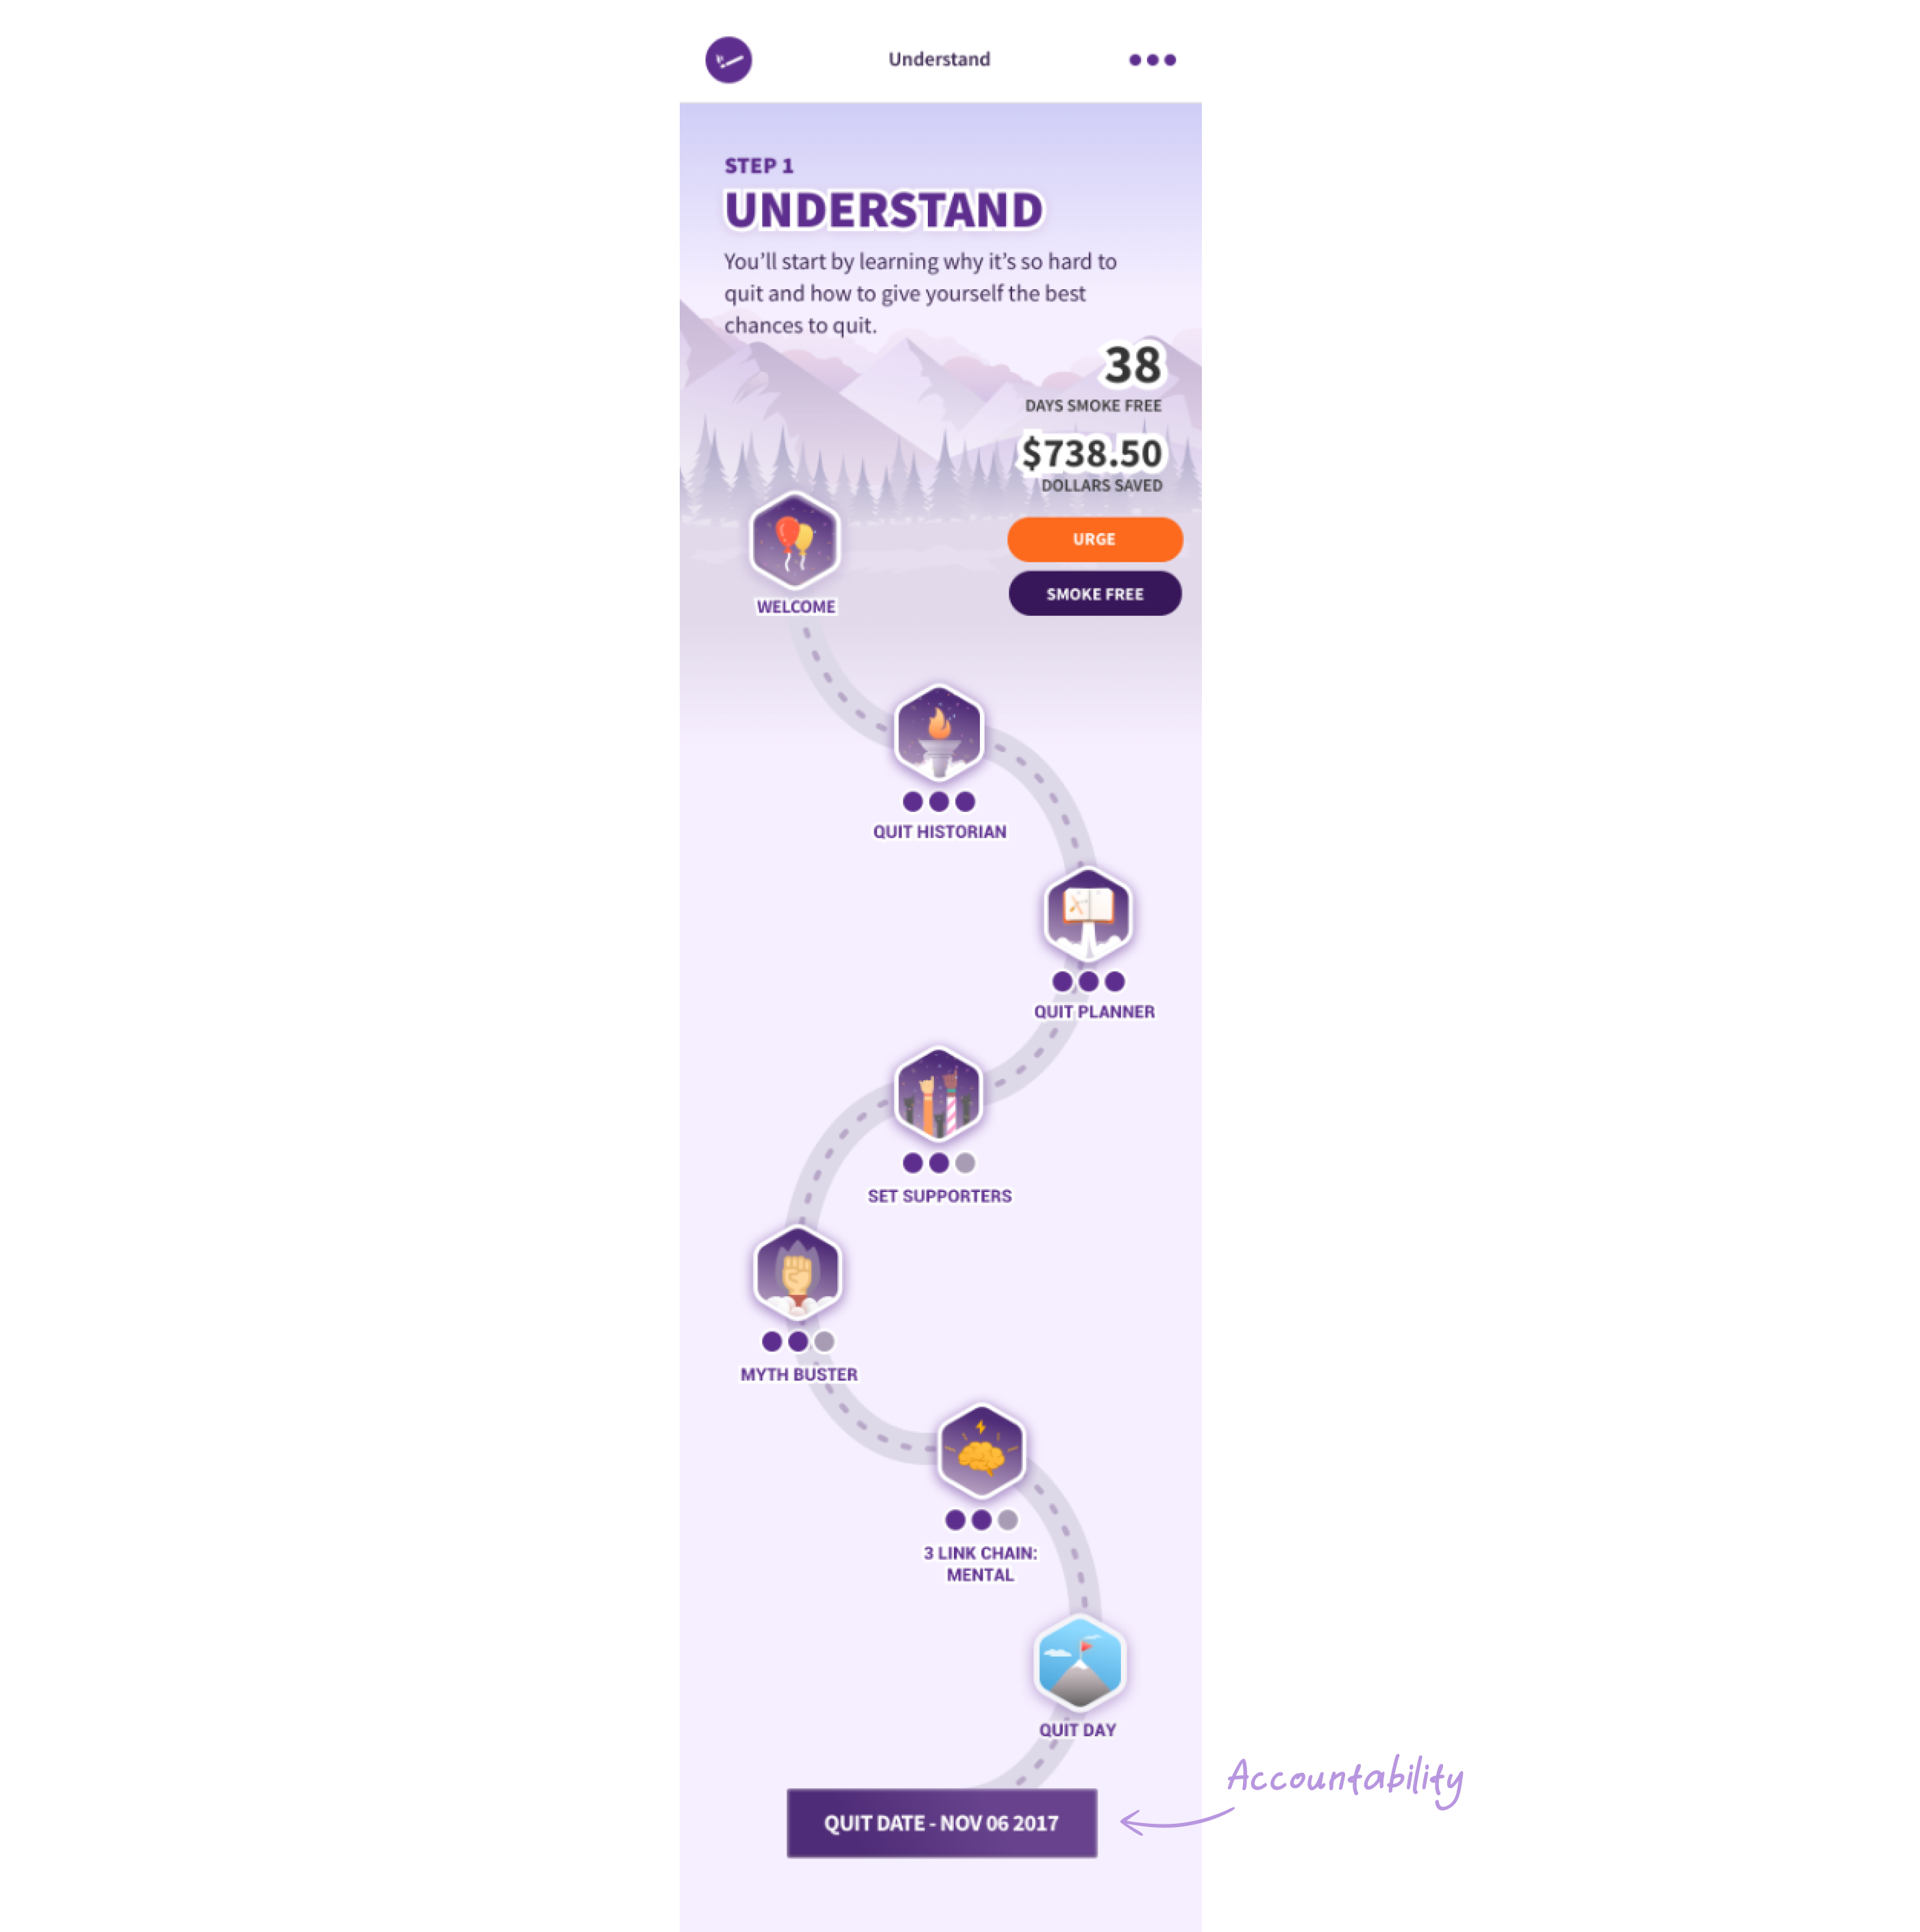 Understand
STEP 1
UNDERSTAND
You'll start by learning why it's so hard to
quit and how to give yourself the best
chances to quit.
38
DAYS SMOKE FREE
$738.50
DOLLARS SAVED
URGE
SMOKE FREE
WELCOME
QUIT HISTORIAN
QUIT PLANNER
SET SUPPORTERS
MYTH BUSTER
3 LINK CHAIN:
MENTAL
QUIT DAY
Accountability
QUIT DATE - NOV 06 2017